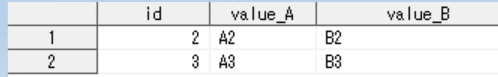 id value_A value_B
1 2 A2 B2
2 3 A3 B3